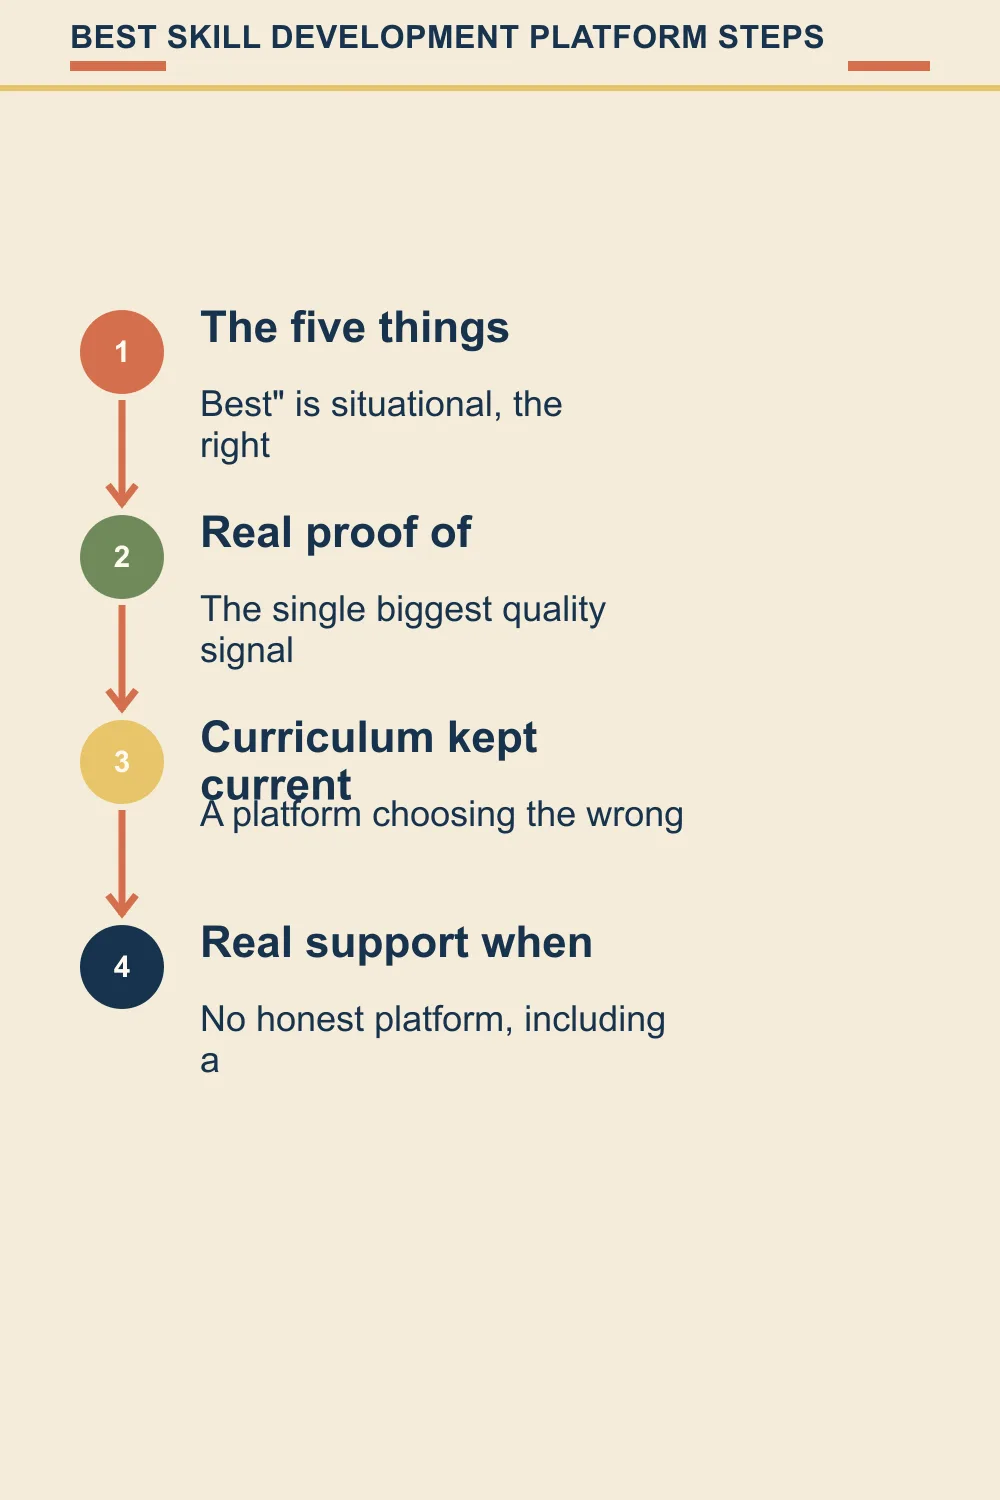 BEST SKILL DEVELOPMENT PLATFORM STEPS
1
The five things
Best" is situational, the
right
2
Real proof of
The single biggest quality
signal
3
Curriculum kept
current
A platform choosing the wrong
4
Real support when
No honest platform, including
a